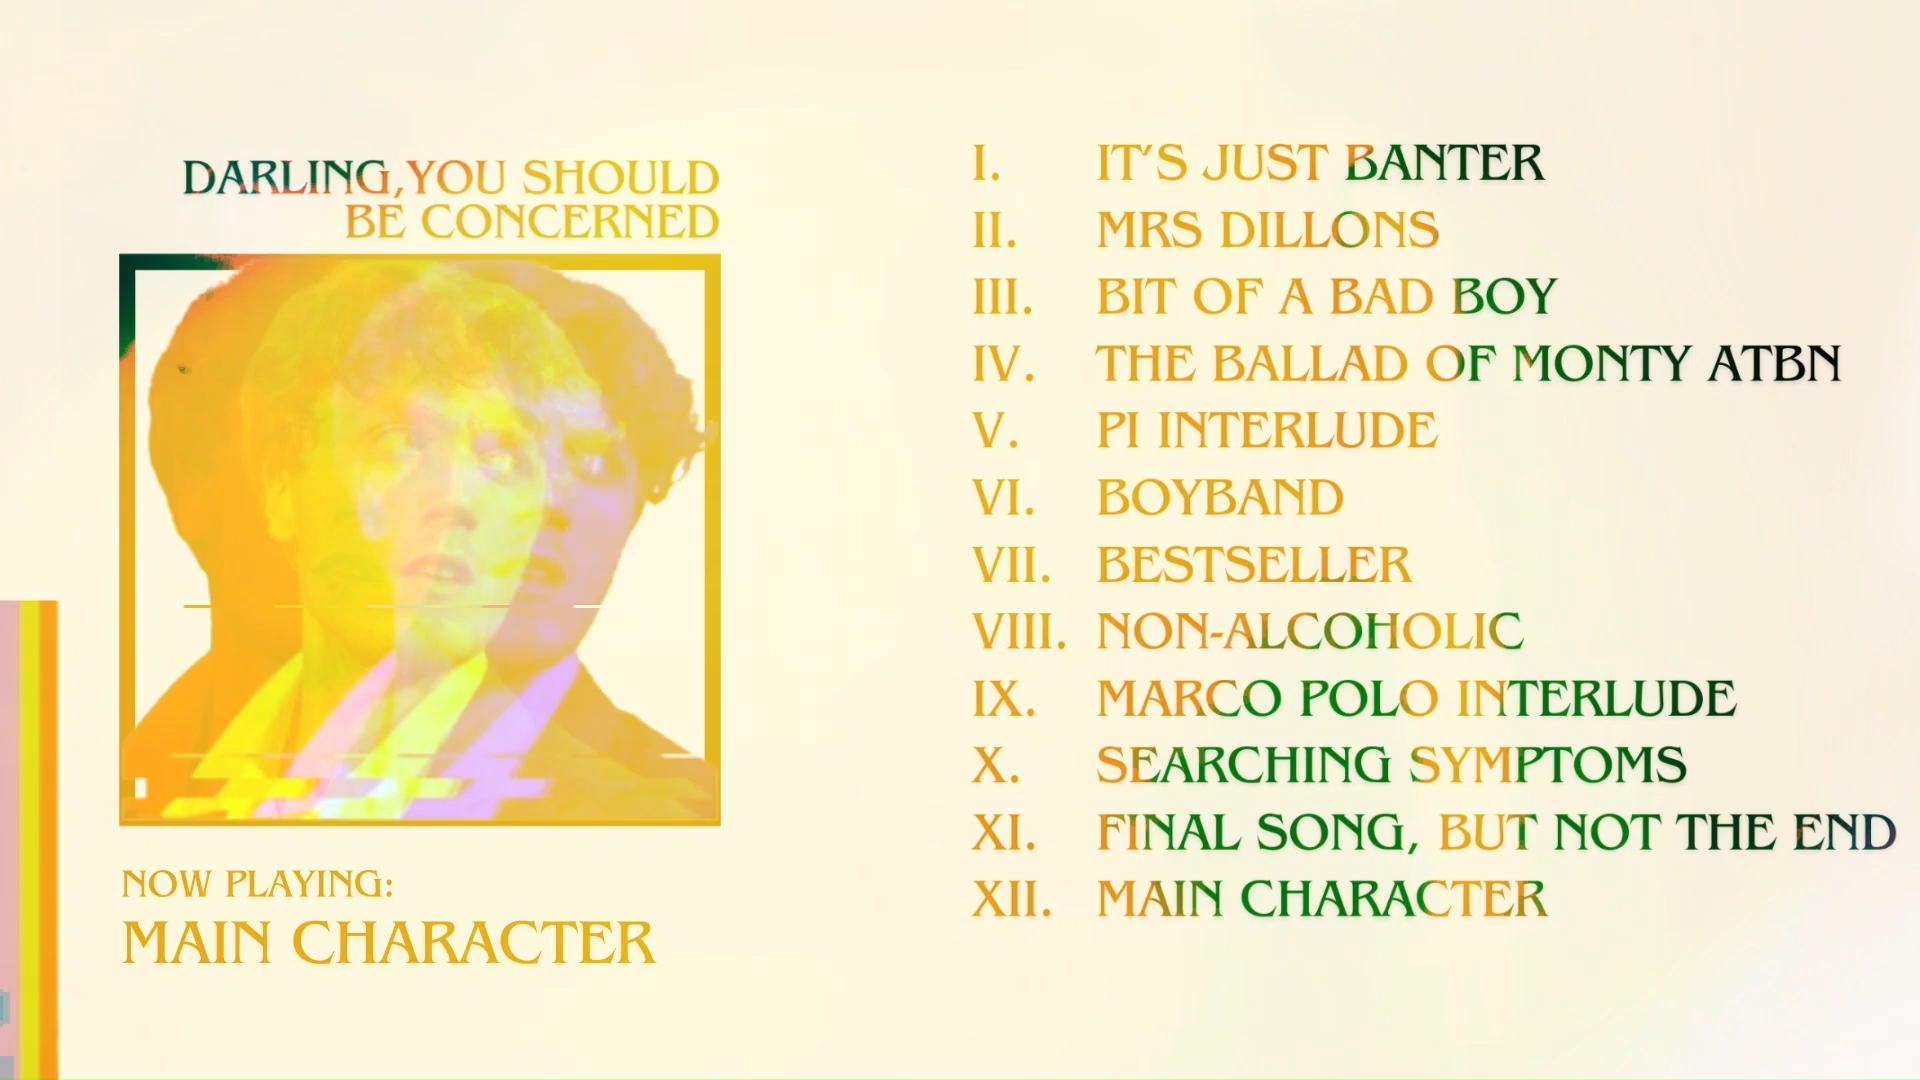 DARLING,YOU SHOULD
BE CONCERNED
NOW PLAYING:
MAIN CHARACTER
I. IT'S JUST BANTER
II. MRS DILLONS
III. BIT OF A BAD BOY
IV. THE BALLAD OF MONTY ATBN
V. PI INTERLUDE
VI. BOYBAND
VII. BESTSELLER
VIII. NON-ALCOHOLIC
IX. MARCO POLO INTERLUDE
X. SEARCHING SYMPTOMS
XI. FINAL SONG, BUT NOT THE END
XII. MAIN CHARACTER